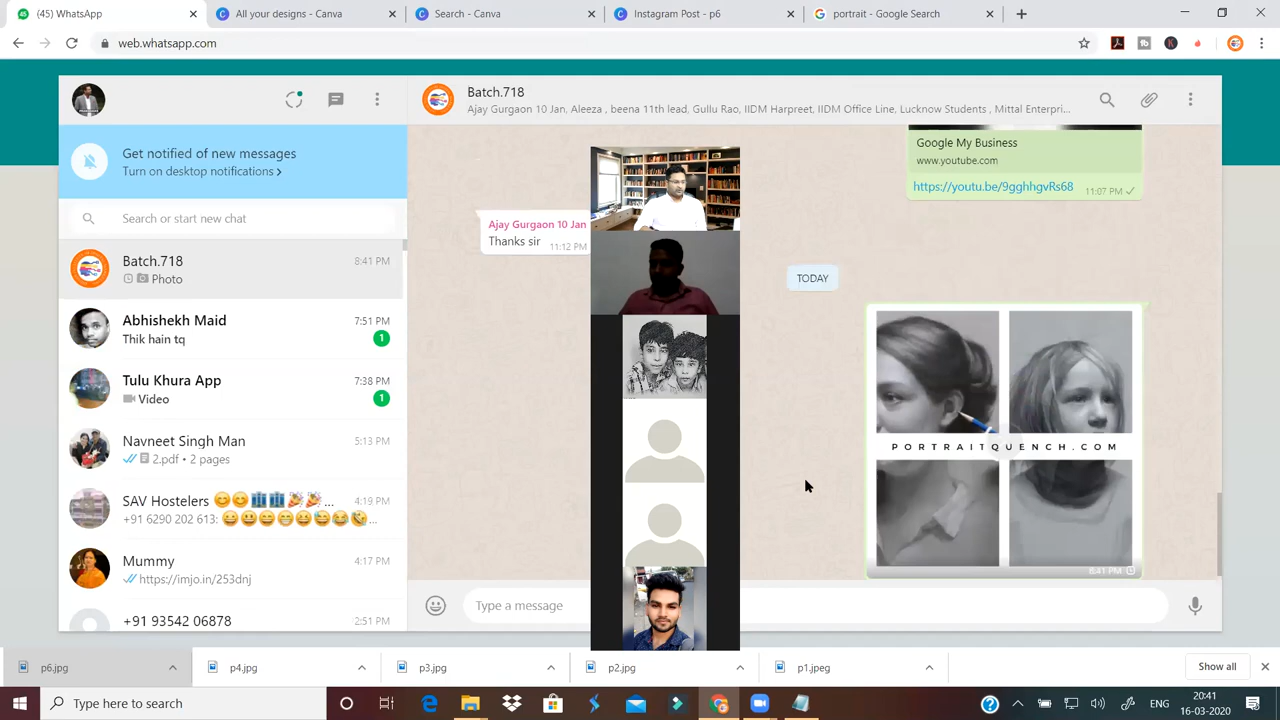 (45) WhatsApp
All your designs - Canva
Search - Canva
Instagram Post - p6
portrait - Google Search
web.whatsapp.com
Batch.718
Ajay Gurgaon 10 Jan, Aleeza , beena 11th lead, Gullu Rao, IIDM Harpreet, IIDM Office Line, Lucknow Students , Mittal Enterpri...
Get notified of new messages
Turn on desktop notifications >
Search or start new chat
Batch.718
8:41 PM
Photo
Abhishekh Maid
7:51 PM
Thik hain tq
1
Tulu Khura App
7:38 PM
Video
1
Navneet Singh Man
5:13 PM
2.pdf • 2 pages
SAV Hostelers 😊😊🎊🎊🎉🎉...
4:19 PM
+91 6290 202 613: 😄😃😄😁😄😅😂🤣...
Mummy
4:17 PM
https://imjo.in/253dnj
+91 93542 06878
2:51 PM
Google My Business
www.youtube.com
https://youtu.be/9gghhgvRs68
11:07 PM
Ajay Gurgaon 10 Jan
Thanks sir
11:12 PM
TODAY
PORTRAITQUENCH.COM
8:41 PM
Type a message
p6.jpg
p4.jpg
p3.jpg
p2.jpg
p1.jpeg
Show all
Type here to search
ENG
20:41
16-03-2020